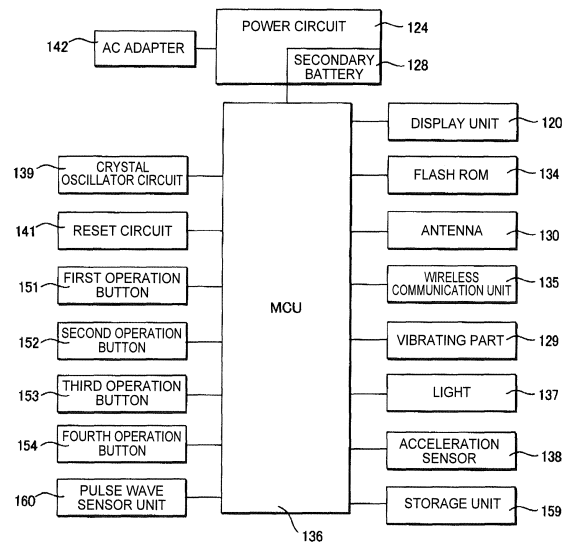 POWER CIRCUIT
124
142
AC ADAPTER
SECONDARY
BATTERY
128
DISPLAY UNIT
120
139
CRYSTAL
OSCILLATOR CIRCUIT
FLASH ROM
134
141
RESET CIRCUIT
ANTENNA
130
151
FIRST OPERATION
BUTTON
WIRELESS
COMMUNICATION UNIT
135
MCU
152
SECOND OPERATION
BUTTON
VIBRATING PART
129
153
THIRD OPERATION
BUTTON
LIGHT
137
154
FOURTH OPERATION
BUTTON
ACCELERATION
SENSOR
138
160
PULSE WAVE
SENSOR UNIT
STORAGE UNIT
159
136